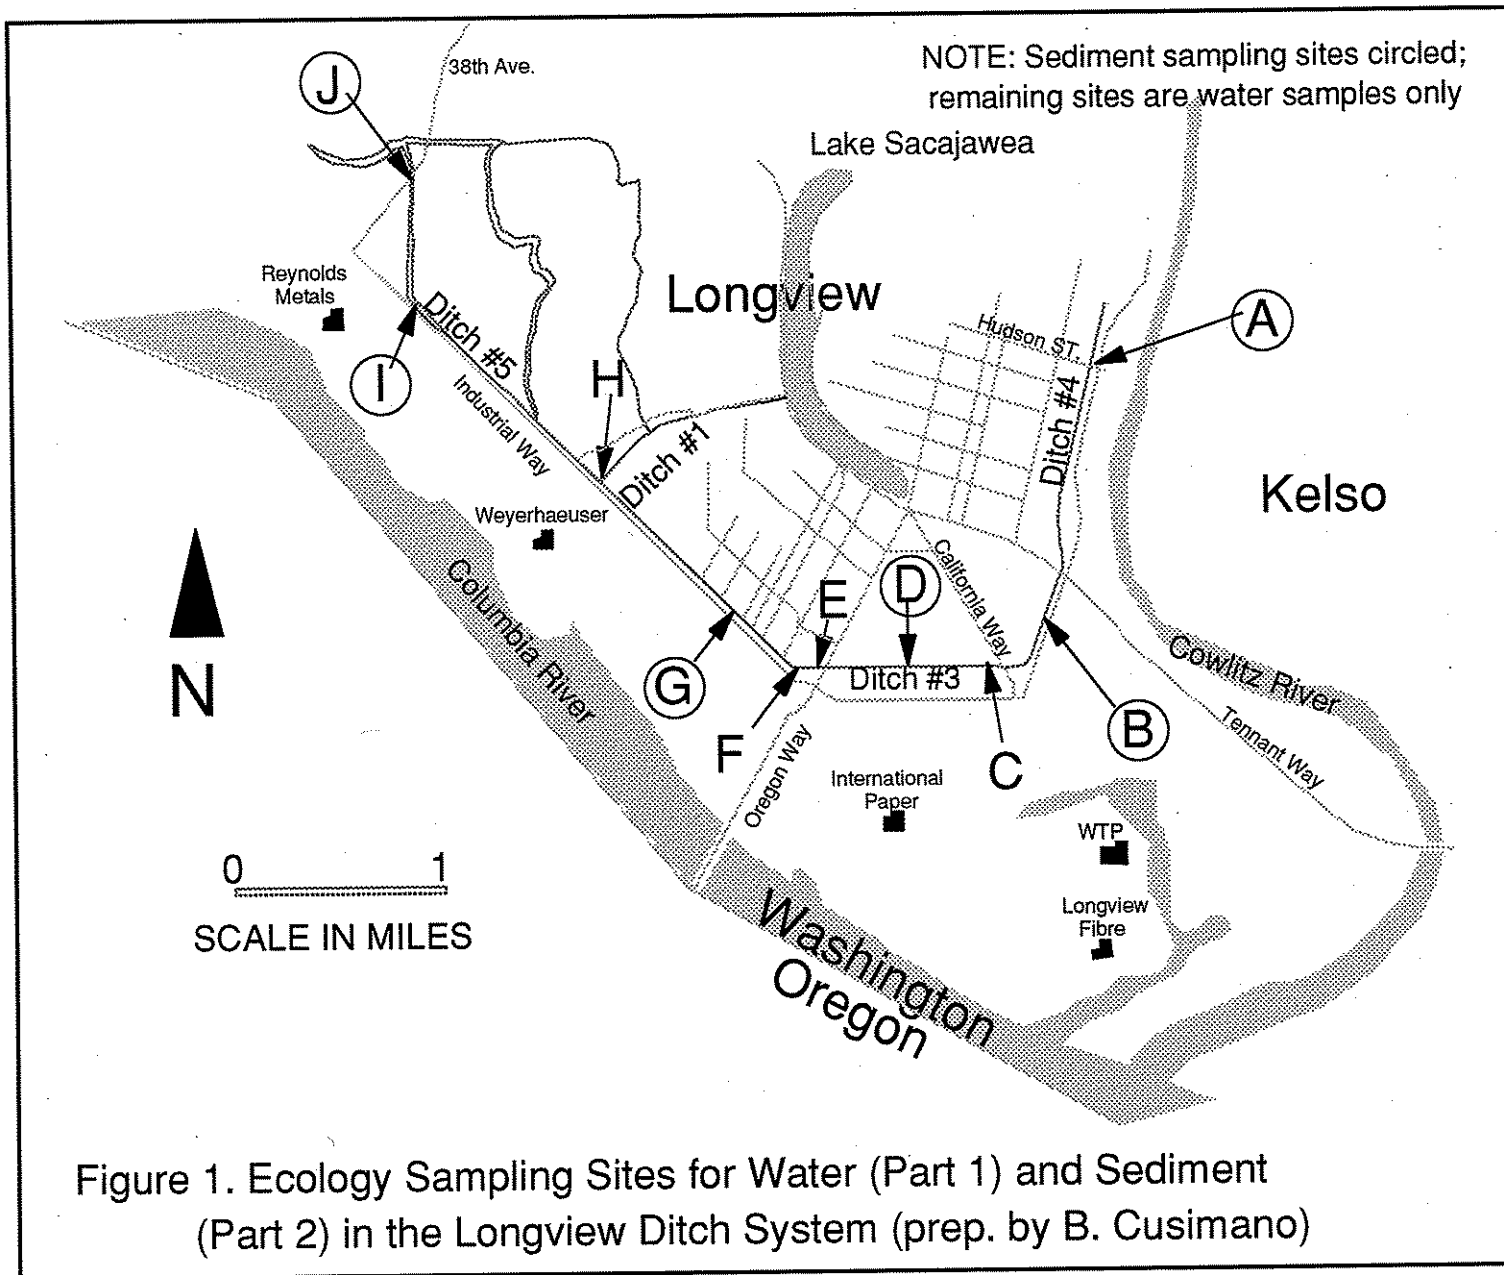 NOTE: Sediment sampling sites circled;
remaining sites are water samples only
38th Ave.
J
Lake Sacajawea
Reynolds
Metals
Longview
A
Hudson ST.
Ditch #5
I
H
Industrial Way
Ditch #4
Ditch #1
Kelso
Weyerhaeuser
Columbia River
California Way
D
E
G
Ditch #3
Cowlitz River
B
F
C
Tennant Way
Oregon Way
International
Paper
N
WTP
0 1
SCALE IN MILES
Longview
Fibre
Washington
Oregon
Figure 1. Ecology Sampling Sites for Water (Part 1) and Sediment
(Part 2) in the Longview Ditch System (prep. by B. Cusimano)